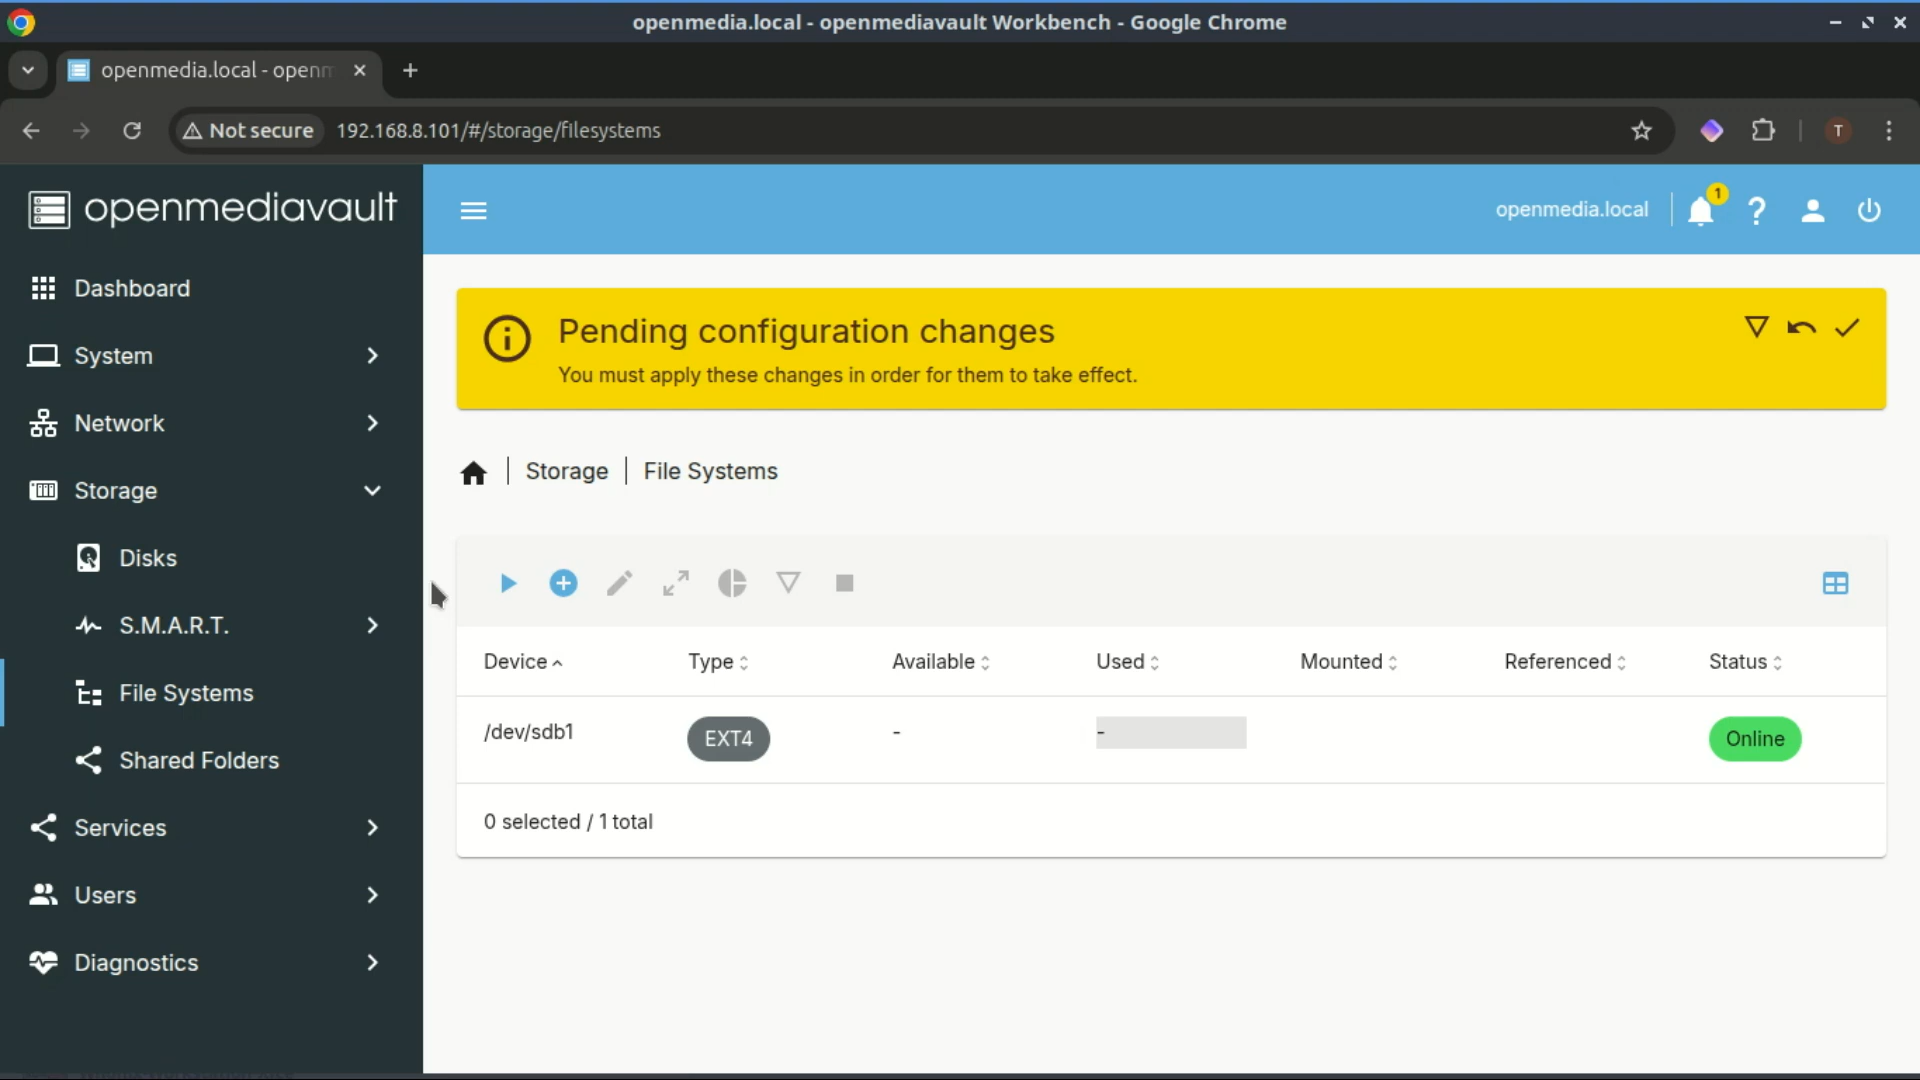 openmedia.local - openmediavault Workbench - Google Chrome
openmedia.local - openm
Not secure
192.168.8.101/#/storage/filesystems
T
openmediavault
openmedia.local
1
?
Dashboard
System
Network
Storage
Disks
S.M.A.R.T.
File Systems
Shared Folders
Services
Users
Diagnostics
Pending configuration changes
You must apply these changes in order for them to take effect.
Storage | File Systems
Device Type Available Used Mounted Referenced Status
/dev/sdb1 EXT4 - - Online
0 selected / 1 total